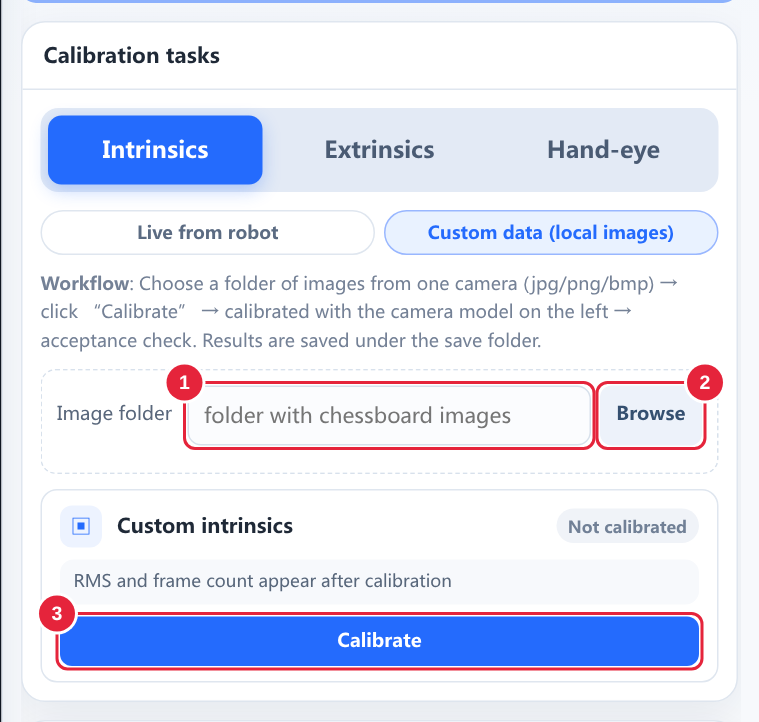 Calibration tasks
Intrinsics Extrinsics Hand-eye
Live from robot Custom data (local images)
Workflow: Choose a folder of images from one camera (jpg/png/bmp) →
click “Calibrate” → calibrated with the camera model on the left →
acceptance check. Results are saved under the save folder.
1 2
Image folder folder with chessboard images Browse
Custom intrinsics Not calibrated
RMS and frame count appear after calibration
3
Calibrate